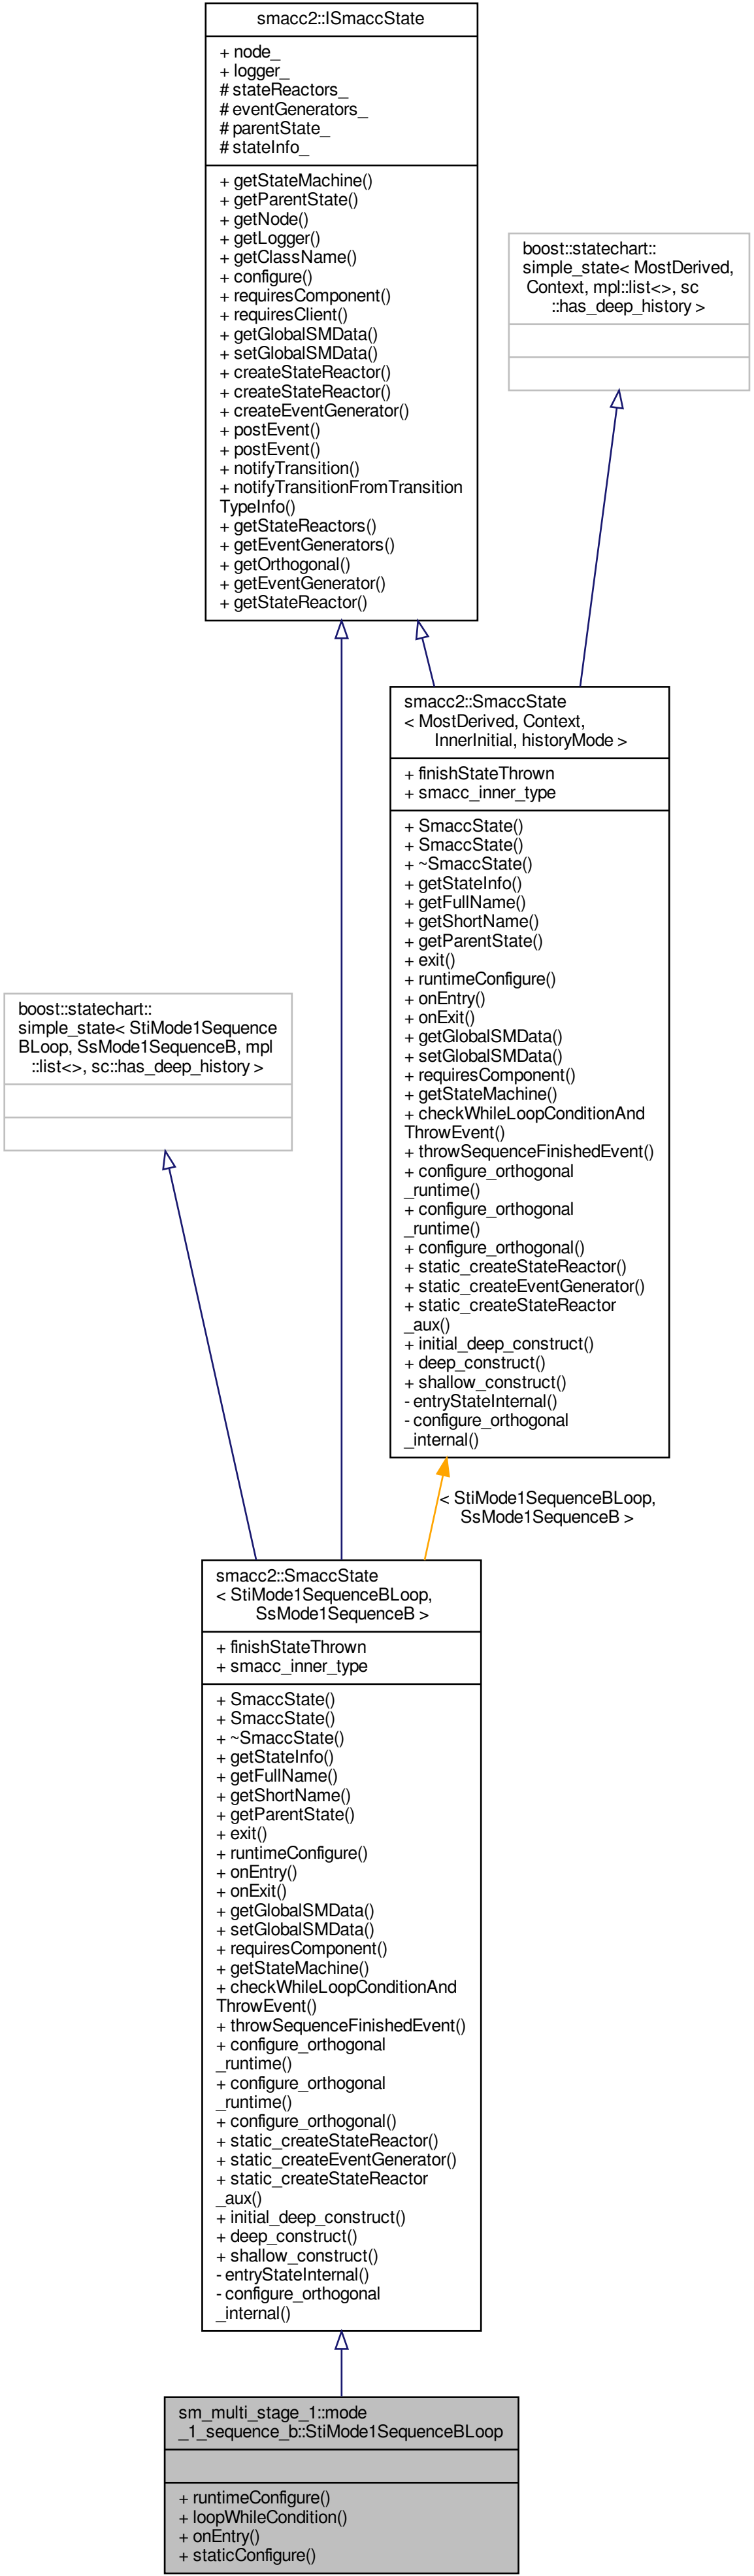 smacc2::ISmaccState
+ node_
+ logger_
# stateReactors_
# eventGenerators_
# parentState_
# stateInfo_
+ getStateMachine()
+ getParentState()
+ getNode()
+ getLogger()
+ getClassName()
+ configure()
+ requiresComponent()
+ requiresClient()
+ getGlobalSMData()
+ setGlobalSMData()
+ createStateReactor()
+ createStateReactor()
+ createEventGenerator()
+ postEvent()
+ postEvent()
+ notifyTransition()
+ notifyTransitionFromTransition
TypeInfo()
+ getStateReactors()
+ getEventGenerators()
+ getOrthogonal()
+ getEventGenerator()
+ getStateReactor()
boost::statechart::
simple_state< MostDerived,
Context, mpl::list<>, sc
::has_deep_history >
smacc2::SmaccState
< MostDerived, Context,
InnerInitial, historyMode >
+ finishStateThrown
+ smacc_inner_type
+ SmaccState()
+ SmaccState()
+ ~SmaccState()
+ getStateInfo()
+ getFullName()
+ getShortName()
+ getParentState()
+ exit()
+ runtimeConfigure()
+ onEntry()
+ onExit()
+ getGlobalSMData()
+ setGlobalSMData()
+ requiresComponent()
+ getStateMachine()
+ checkWhileLoopConditionAnd
ThrowEvent()
+ throwSequenceFinishedEvent()
+ configure_orthogonal
_runtime()
+ configure_orthogonal
_runtime()
+ configure_orthogonal()
+ static_createStateReactor()
+ static_createEventGenerator()
+ static_createStateReactor
_aux()
+ initial_deep_construct()
+ deep_construct()
+ shallow_construct()
- entryStateInternal()
- configure_orthogonal
_internal()
boost::statechart::
simple_state< StiMode1Sequence
BLoop, SsMode1SequenceB, mpl
::list<>, sc::has_deep_history >
< StiMode1SequenceBLoop,
SsMode1SequenceB >
smacc2::SmaccState
< StiMode1SequenceBLoop,
SsMode1SequenceB >
+ finishStateThrown
+ smacc_inner_type
+ SmaccState()
+ SmaccState()
+ ~SmaccState()
+ getStateInfo()
+ getFullName()
+ getShortName()
+ getParentState()
+ exit()
+ runtimeConfigure()
+ onEntry()
+ onExit()
+ getGlobalSMData()
+ setGlobalSMData()
+ requiresComponent()
+ getStateMachine()
+ checkWhileLoopConditionAnd
ThrowEvent()
+ throwSequenceFinishedEvent()
+ configure_orthogonal
_runtime()
+ configure_orthogonal
_runtime()
+ configure_orthogonal()
+ static_createStateReactor()
+ static_createEventGenerator()
+ static_createStateReactor
_aux()
+ initial_deep_construct()
+ deep_construct()
+ shallow_construct()
- entryStateInternal()
- configure_orthogonal
_internal()
sm_multi_stage_1::mode
_1_sequence_b::StiMode1SequenceBLoop
+ runtimeConfigure()
+ loopWhileCondition()
+ onEntry()
+ staticConfigure()